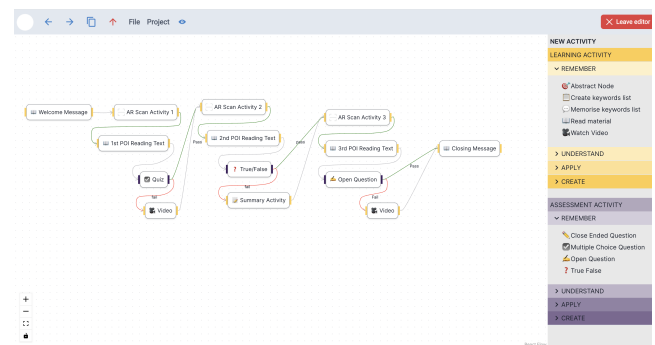 File Project
Leave editor
NEW ACTIVITY
LEARNING ACTIVITY
REMEMBER
Abstract Node
Create keywords list
Memorise keywords list
Read material
Watch Video
UNDERSTAND
APPLY
CREATE
ASSESSMENT ACTIVITY
REMEMBER
Close Ended Question
Multiple Choice Question
Open Question
True False
UNDERSTAND
APPLY
CREATE
Welcome Message
AR Scan Activity 1
1st POI Reading Text
Quiz
Pass
fail
Video
AR Scan Activity 2
2nd POI Reading Text
? True/False
pass
fail
Summary Activity
AR Scan Activity 3
3rd POI Reading Text
Open Question
Pass
Fail
Video
Closing Message
React Flow